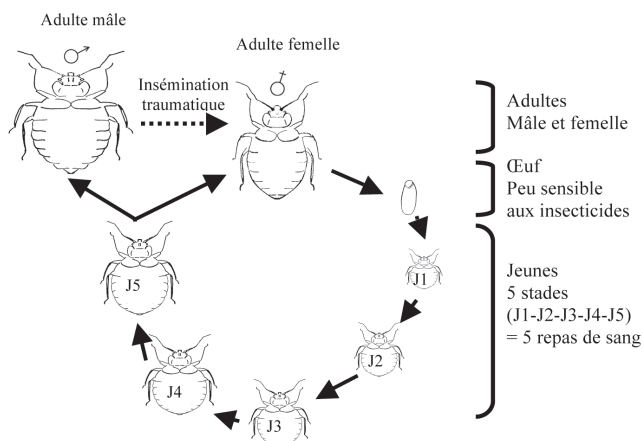 Adulte mâle
Adulte femelle
Insémination
traumatique
Adultes
Mâle et femelle
Œuf
Peu sensible
aux insecticides
J1
J2
J3
J4
J5
Jeunes
5 stades
(J1-J2-J3-J4-J5)
= 5 repas de sang